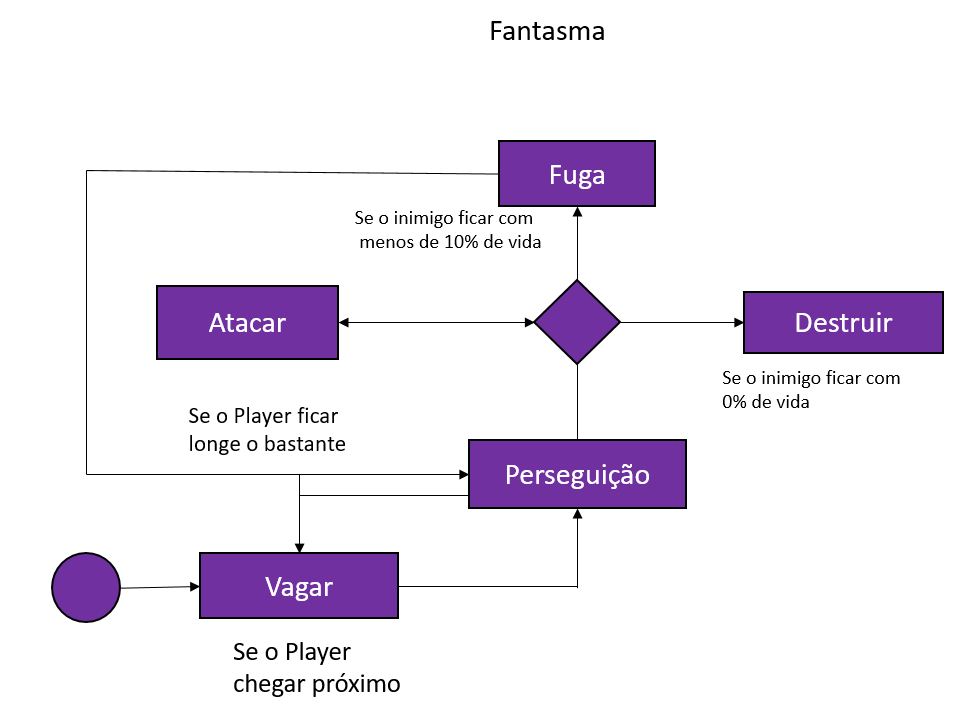 Fantasma
Fuga
Se o inimigo ficar com
menos de 10% de vida
Atacar
Destruir
Se o inimigo ficar com
0% de vida
Se o Player ficar
longe o bastante
Perseguição
Vagar
Se o Player
chegar próximo